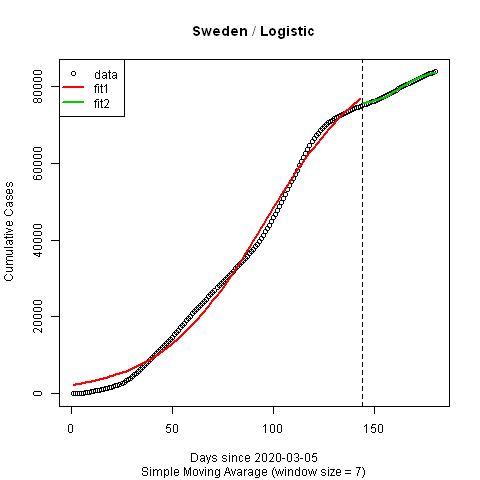 Sweden / Logistic
data
fit1
fit2
Cumulative Cases
80000
60000
40000
20000
0
0 50 100 150
Days since 2020-03-05
Simple Moving Avarage (window size = 7)